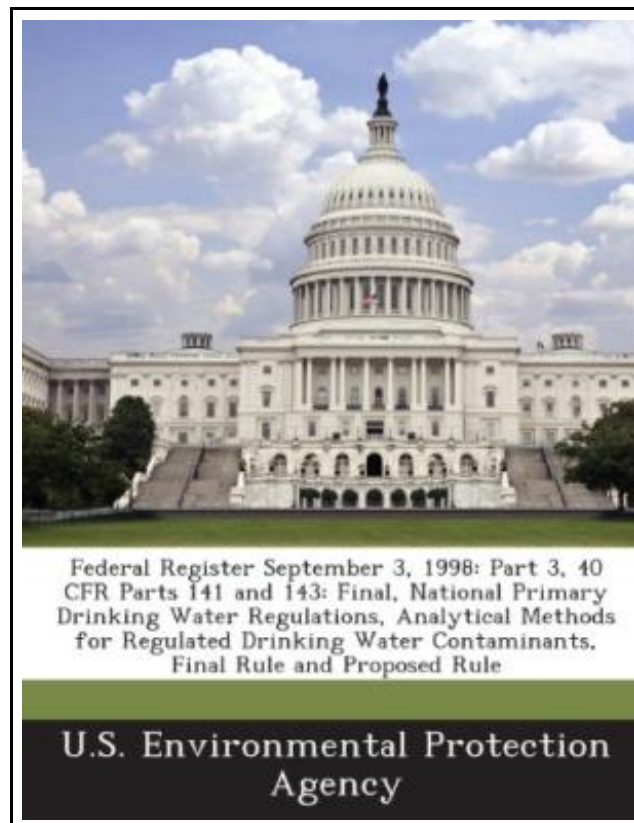 Federal Register September 3, 1998: Part 3, 40
CFR Parts 141 and 143: Final, National Primary
Drinking Water Regulations, Analytical Methods
for Regulated Drinking Water Contaminants,
Final Rule and Proposed Rule
U.S. Environmental Protection
Agency